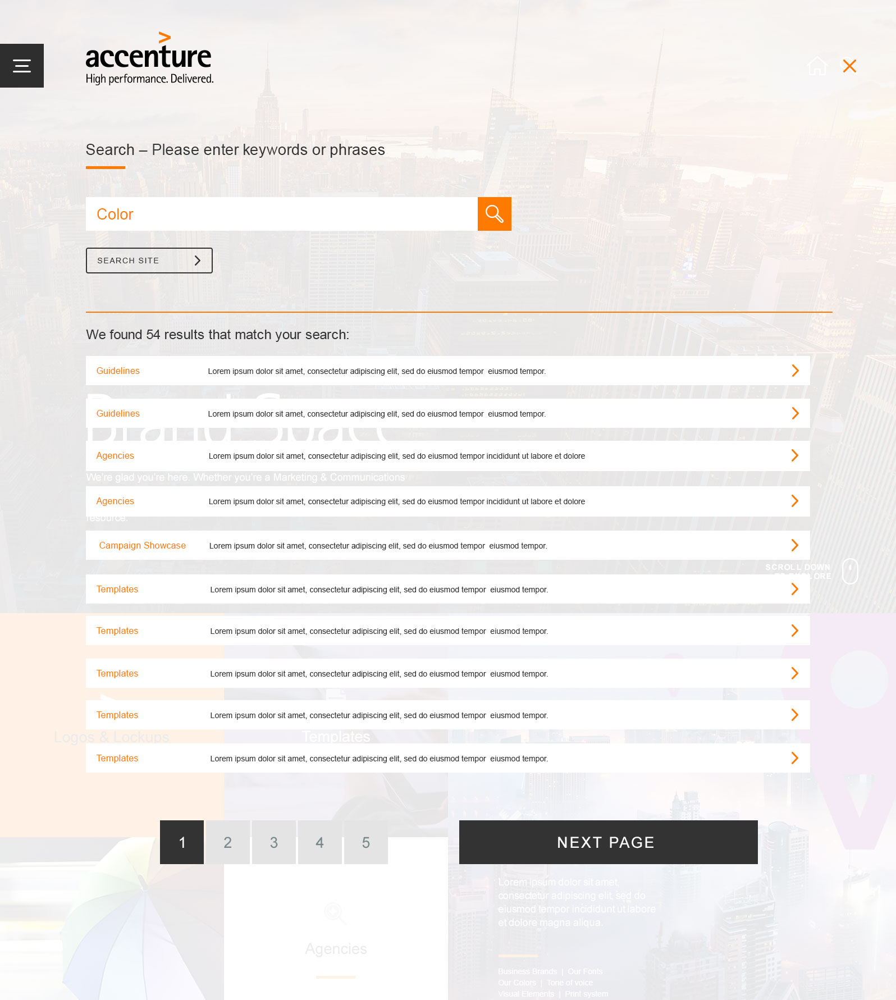 >
accenture
High performance. Delivered.
Search – Please enter keywords or phrases
Color
SEARCH SITE
We found 54 results that match your search:
Guidelines Lorem ipsum dolor sit amet, consectetur adipiscing elit, sed do eiusmod tempor eiusmod tempor.
Brand Space
Guidelines Lorem ipsum dolor sit amet, consectetur adipiscing elit, sed do eiusmod tempor eiusmod tempor.
Agencies Lorem ipsum dolor sit amet, consectetur adipiscing elit, sed do eiusmod tempor incididunt ut labore et dolore
We're glad you're here. Whether you're a Marketing & Communications
Agencies Lorem ipsum dolor sit amet, consectetur adipiscing elit, sed do eiusmod tempor incididunt ut labore et dolore
resource.
Campaign Showcase Lorem ipsum dolor sit amet, consectetur adipiscing elit, sed do eiusmod tempor eiusmod tempor.
SCROLL DOWN
TO EXPLORE
Templates Lorem ipsum dolor sit amet, consectetur adipiscing elit, sed do eiusmod tempor eiusmod tempor.
Templates Lorem ipsum dolor sit amet, consectetur adipiscing elit, sed do eiusmod tempor eiusmod tempor.
Templates Lorem ipsum dolor sit amet, consectetur adipiscing elit, sed do eiusmod tempor eiusmod tempor.
Templates Lorem ipsum dolor sit amet, consectetur adipiscing elit, sed do eiusmod tempor eiusmod tempor.
Logos & Lockups Templates
Templates Lorem ipsum dolor sit amet, consectetur adipiscing elit, sed do eiusmod tempor eiusmod tempor.
1 2 3 4 5 NEXT PAGE
Lorem ipsum dolor sit amet,
consectetur adipiscing elit, sed do
eiusmod tempor incididunt ut labore
et dolore magna aliqua.
Agencies
Business Brands | Our Fonts
Our Colors | Tone of voice
Visual Elements | Print system